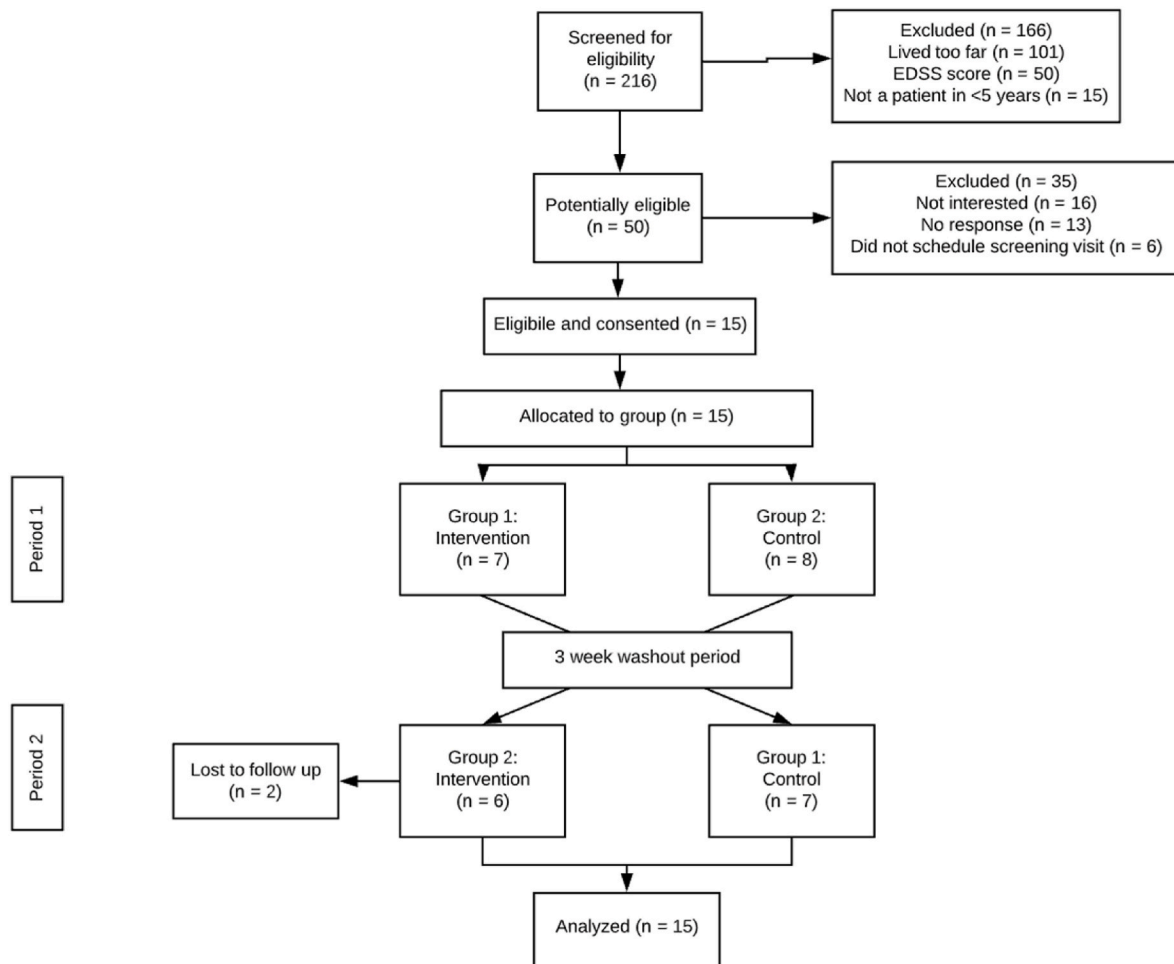 Screened for
eligibility
(n = 216)
Excluded (n = 166)
Lived too far (n = 101)
EDSS score (n = 50)
Not a patient in <5 years (n = 15)
Potentially eligible
(n = 50)
Excluded (n = 35)
Not interested (n = 16)
No response (n = 13)
Did not schedule screening visit (n = 6)
Eligibile and consented (n = 15)
Allocated to group (n = 15)
Period 1
Group 1:
Intervention
(n = 7)
Group 2:
Control
(n = 8)
3 week washout period
Period 2
Lost to follow up
(n = 2)
Group 2:
Intervention
(n = 6)
Group 1:
Control
(n = 7)
Analyzed (n = 15)